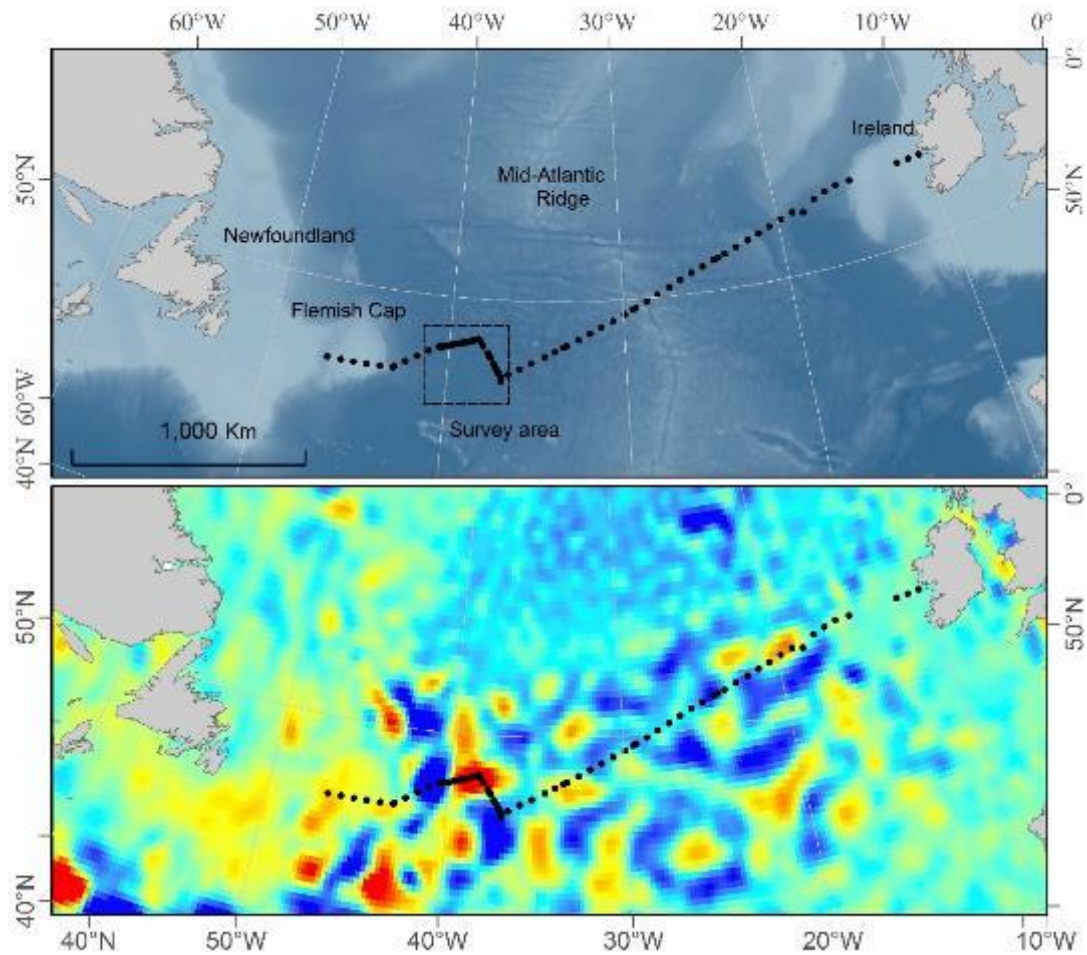 60°W 50°W 40°W 30°W 20°W 10°W 0°
0°
Ireland
50°N
Mid-Atlantic
Ridge
50°N
Newfoundland
Flemish Cap
60°W
1,000 Km
Survey area
40°N
0°
50°N
50°N
40°N
40°N 50°W 40°W 30°W 20°W 10°W